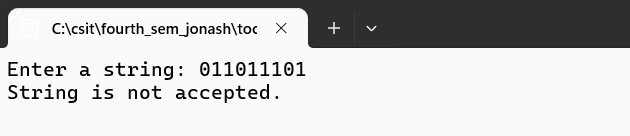 C:\csit\fourth_sem_jonash\toc
Enter a string: 011011101
String is not accepted.